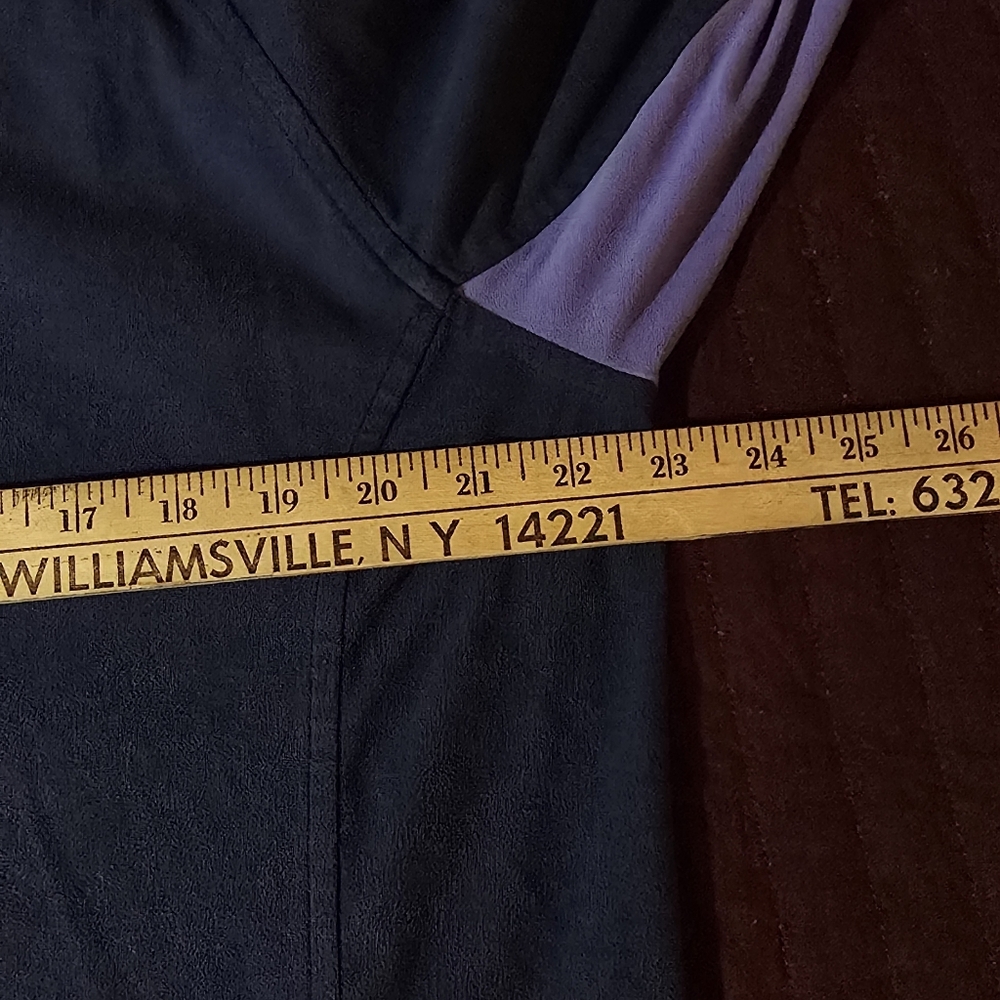 17 18 19 20 21 22 23 24 25 26
WILLIAMSVILLE, N Y 14221 TEL: 632